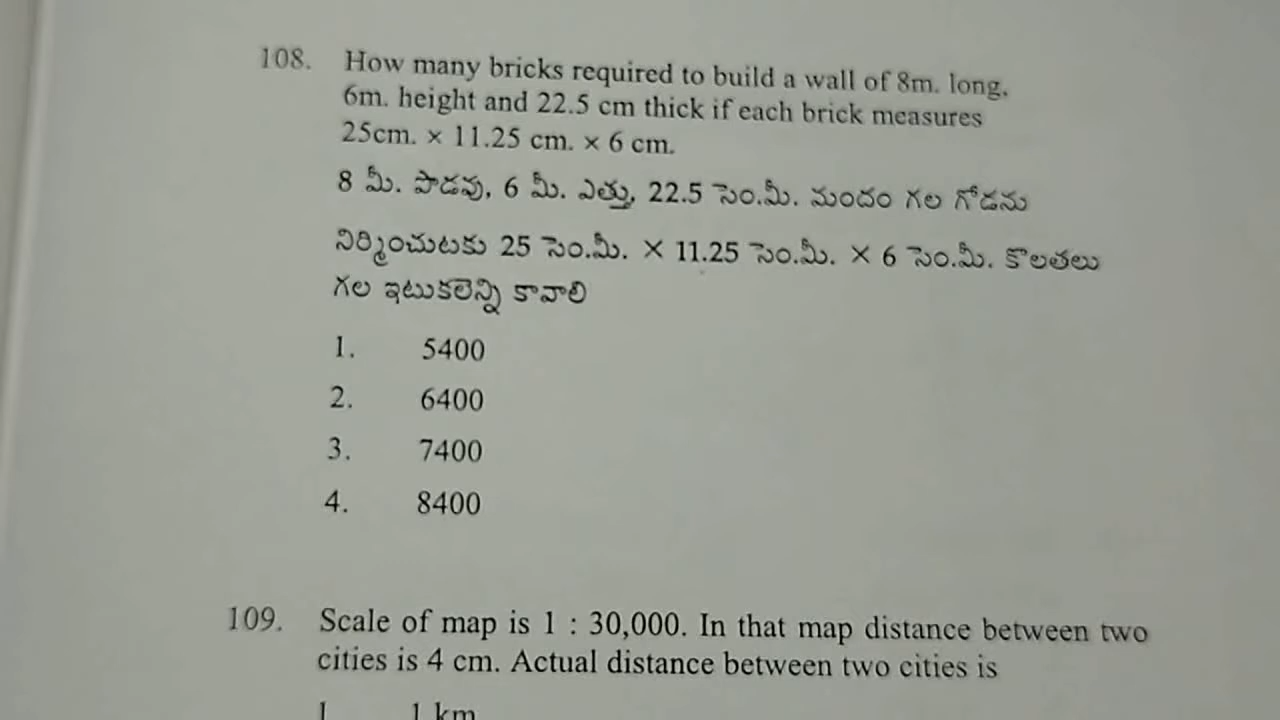 108. How many bricks required to build a wall of 8m. long,
6m. height and 22.5 cm thick if each brick measures
25cm. × 11.25 cm. × 6 cm.
8 మీ. పొడవు, 6 మీ. ఎత్తు, 22.5 సెం.మీ. మందం గల గోడను
నిర్మించుటకు 25 సెం.మీ. × 11.25 సెం.మీ. × 6 సెం.మీ. కొలతలు
గల ఇటుకలెన్ని కావాలి
1. 5400
2. 6400
3. 7400
4. 8400
109. Scale of map is 1 : 30,000. In that map distance between two
cities is 4 cm. Actual distance between two cities is
1 1 km